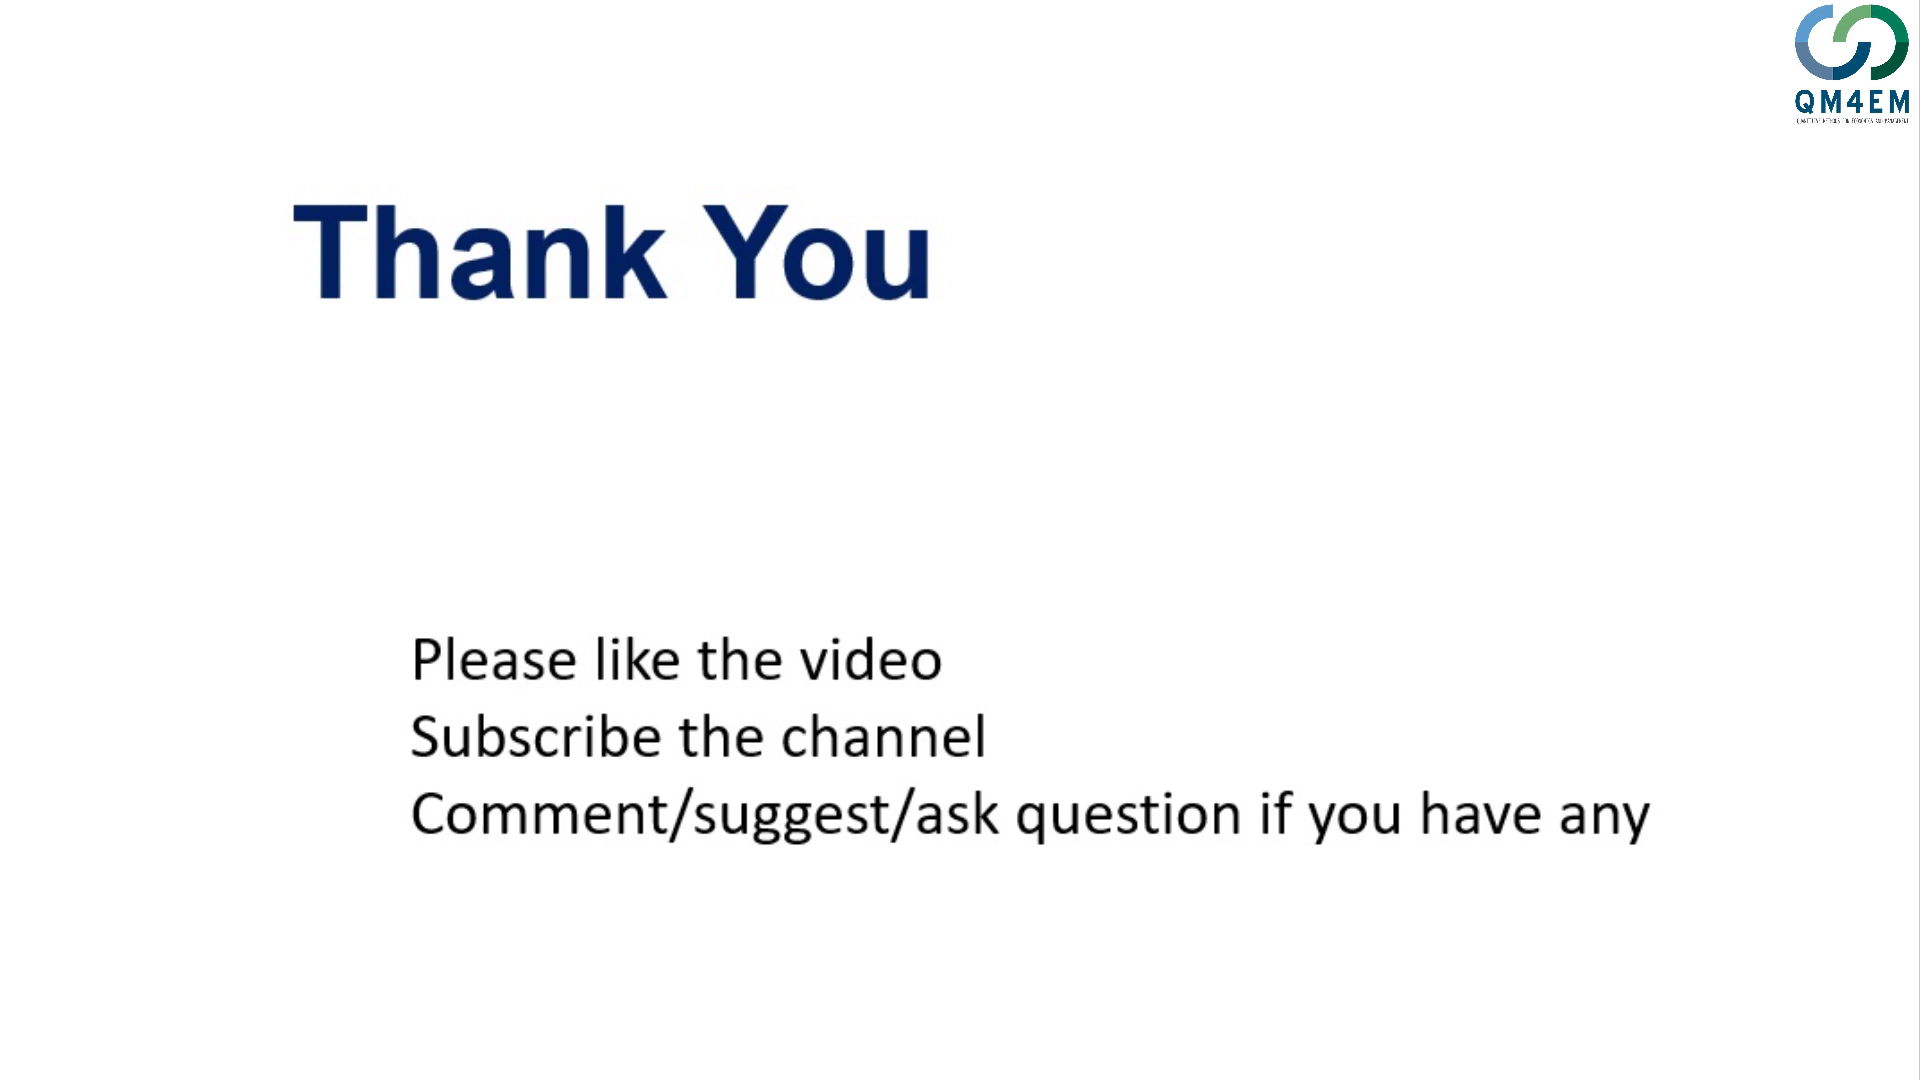 QM4EM
Thank You
Please like the video
Subscribe the channel
Comment/suggest/ask question if you have any